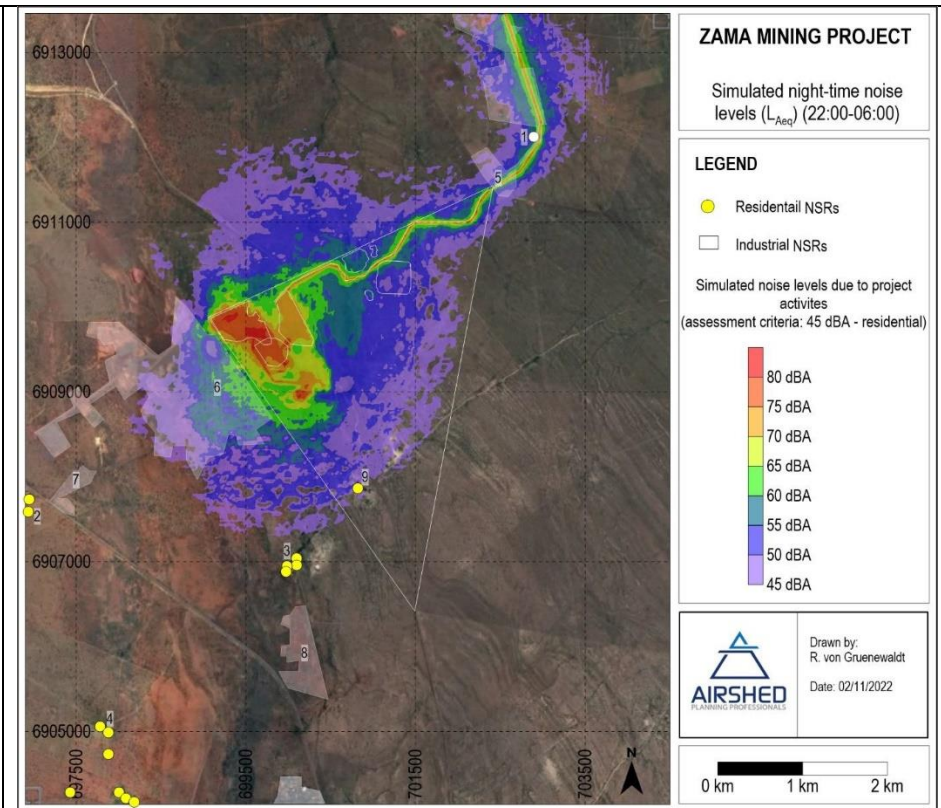 6913000
6911000
6909000
6907000
6905000
697500
699500
701500
703500
1
5
6
7
2
9
3
8
4
N
ZAMA MINING PROJECT
Simulated night-time noise
levels (LAeq) (22:00-06:00)
LEGEND
Residentail NSRs
Industrial NSRs
Simulated noise levels due to project
activites
(assessment criteria: 45 dBA - residential)
80 dBA
75 dBA
70 dBA
65 dBA
60 dBA
55 dBA
50 dBA
45 dBA
AIRSHED
PLANNING PROFESSIONALS
Drawn by:
R. von Gruenewaldt
Date: 02/11/2022
0 km 1 km 2 km